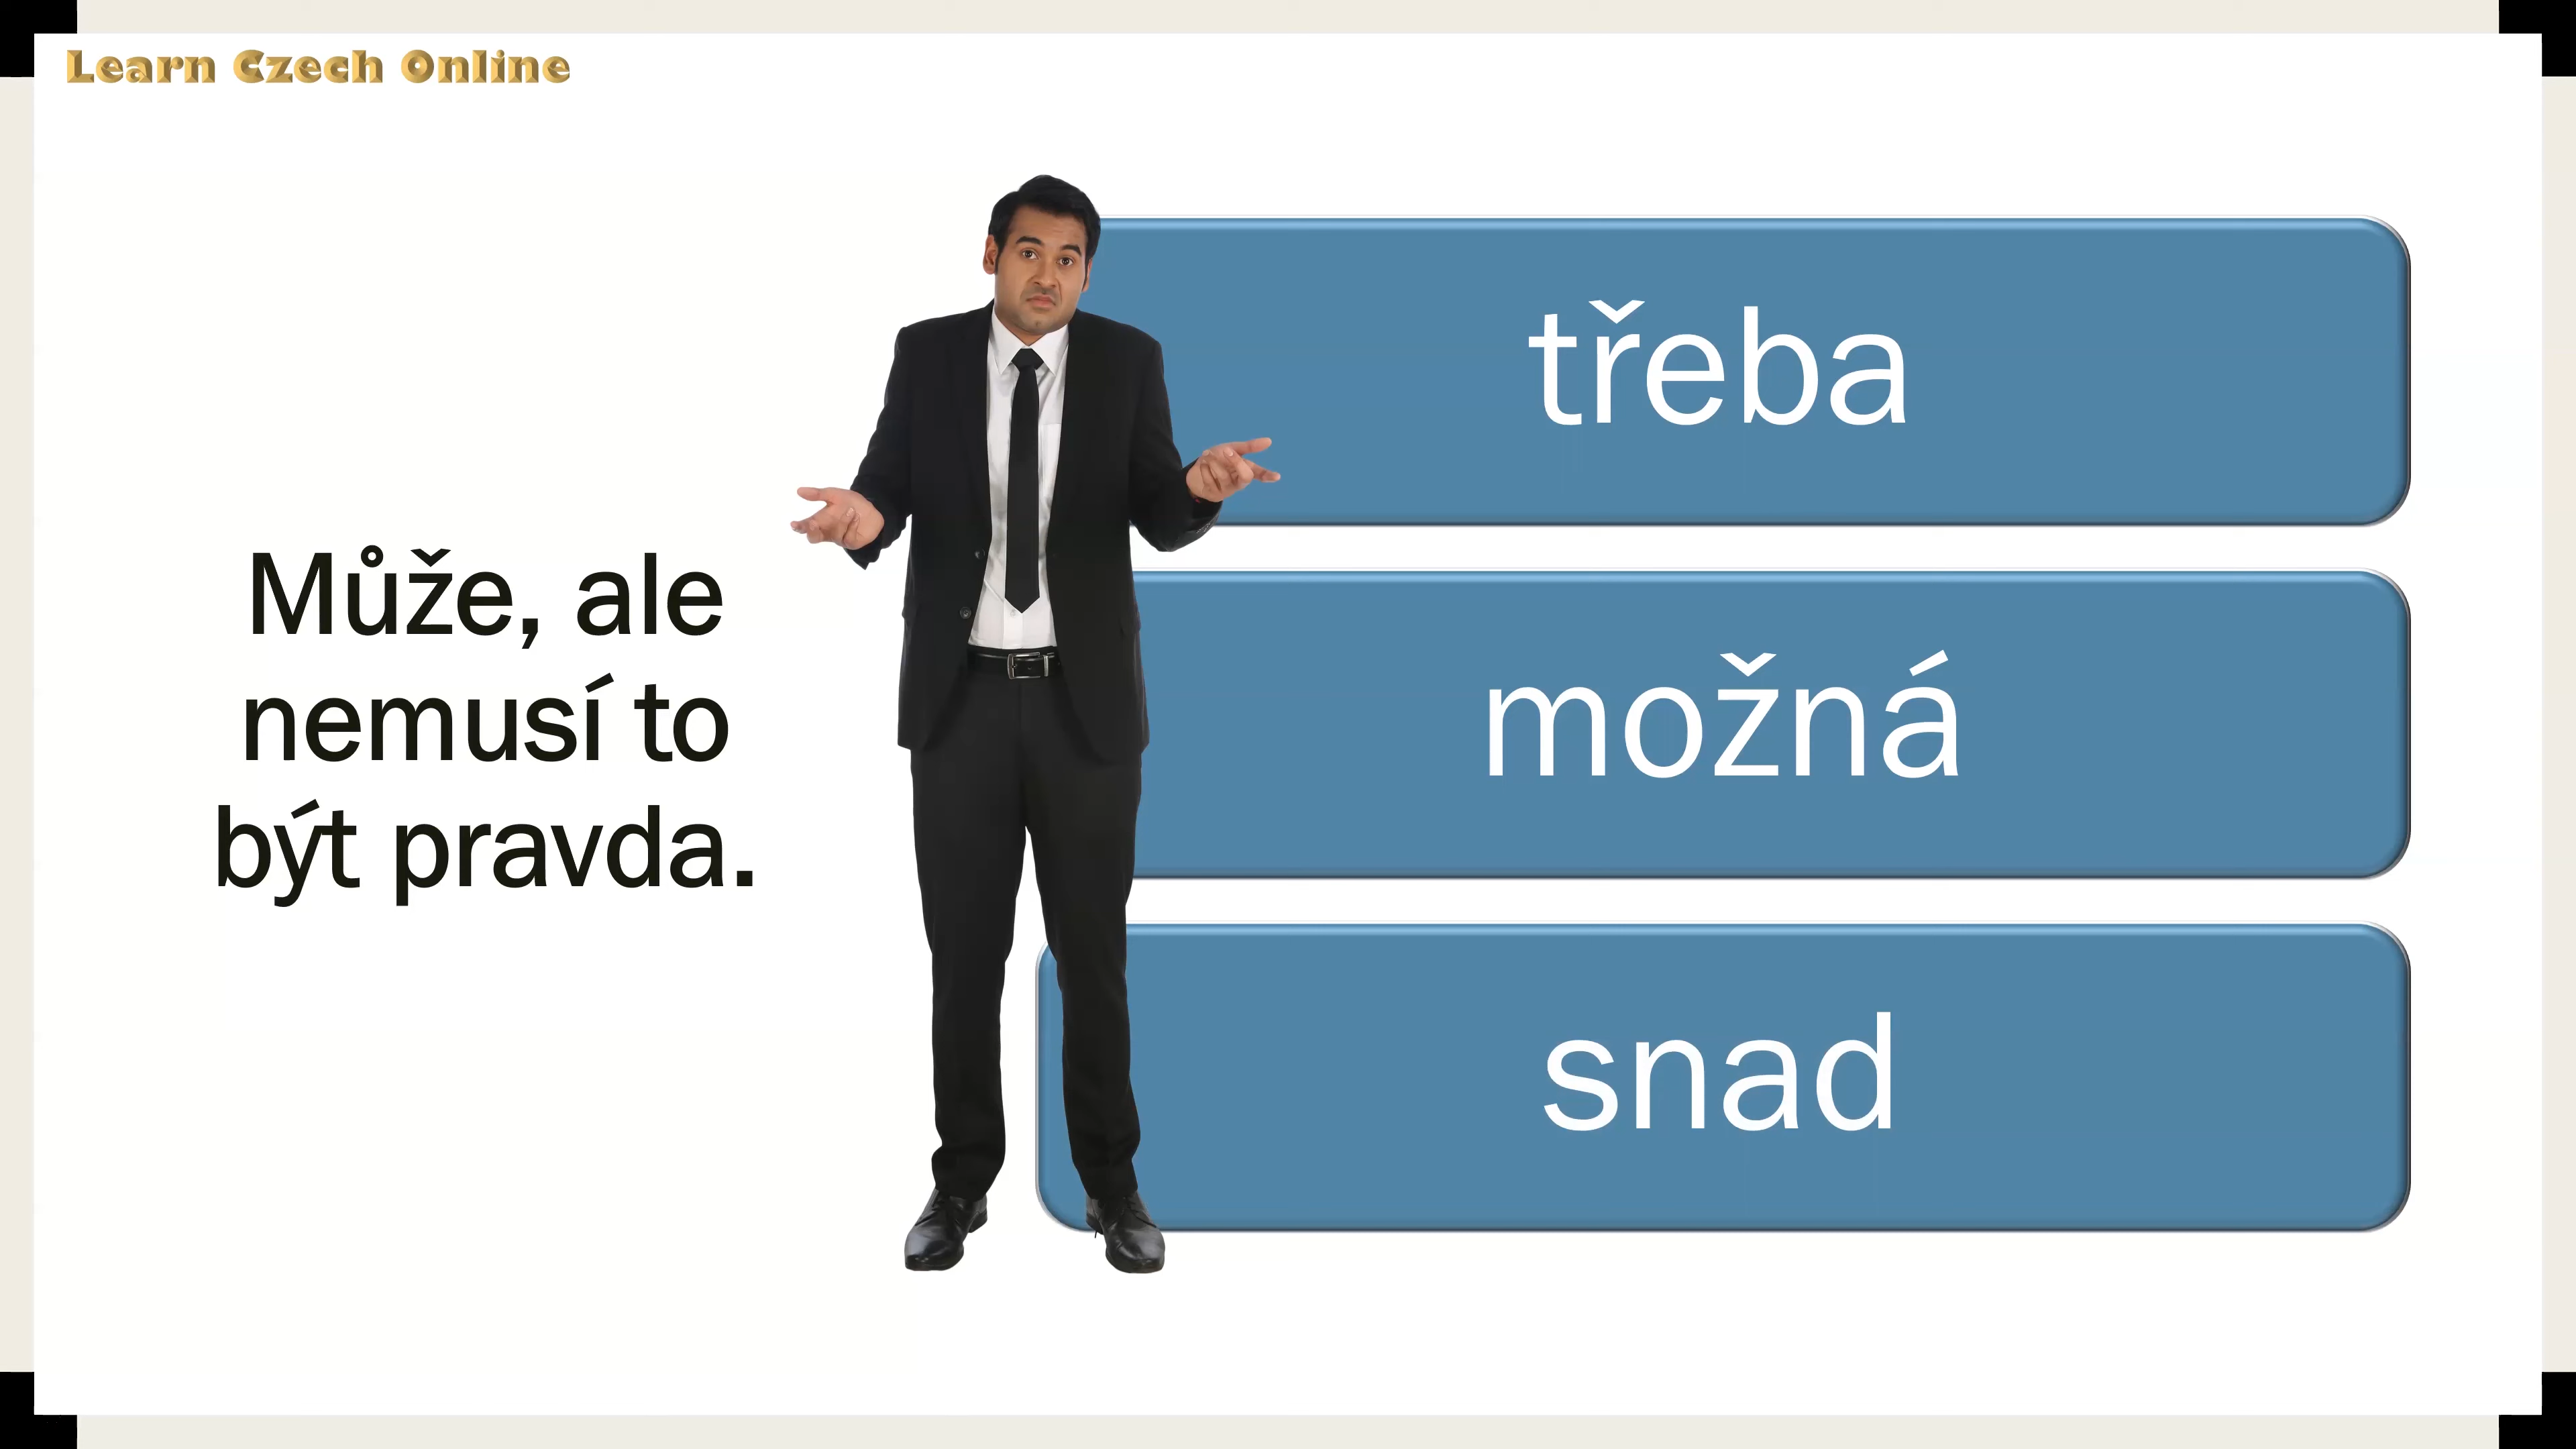 Learn Czech Online
Může, ale
nemusí to
být pravda.
třeba
možná
snad